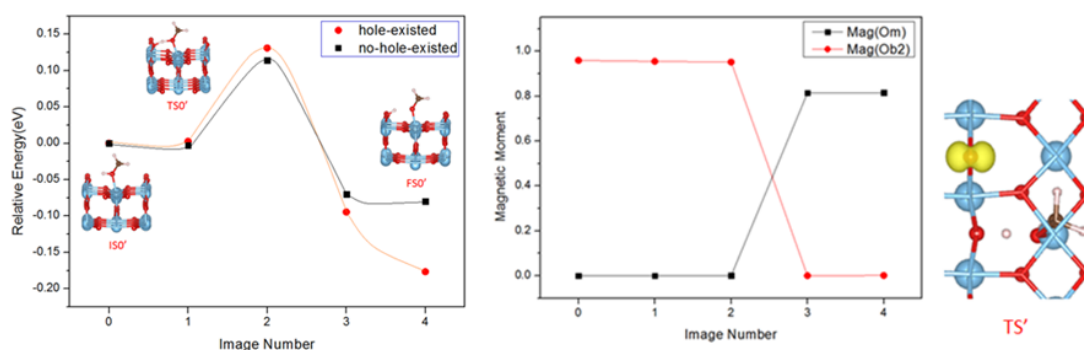 0.15
0.10
0.05
0.00
-0.05
-0.10
-0.15
-0.20
Relative Energy(eV)
hole-existed
no-hole-existed
TS0′
IS0′
FS0′
0 1 2 3 4
Image Number
1.0
0.8
0.6
0.4
0.2
0.0
Magnetic Moment
Mag(Om)
Mag(Ob2)
0 1 2 3 4
Image Number
TS′